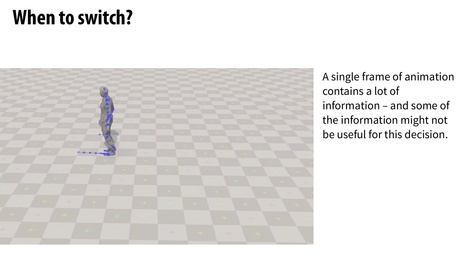 When to switch?
A single frame of animation
contains a lot of
information – and some of
the information might not
be useful for this decision.